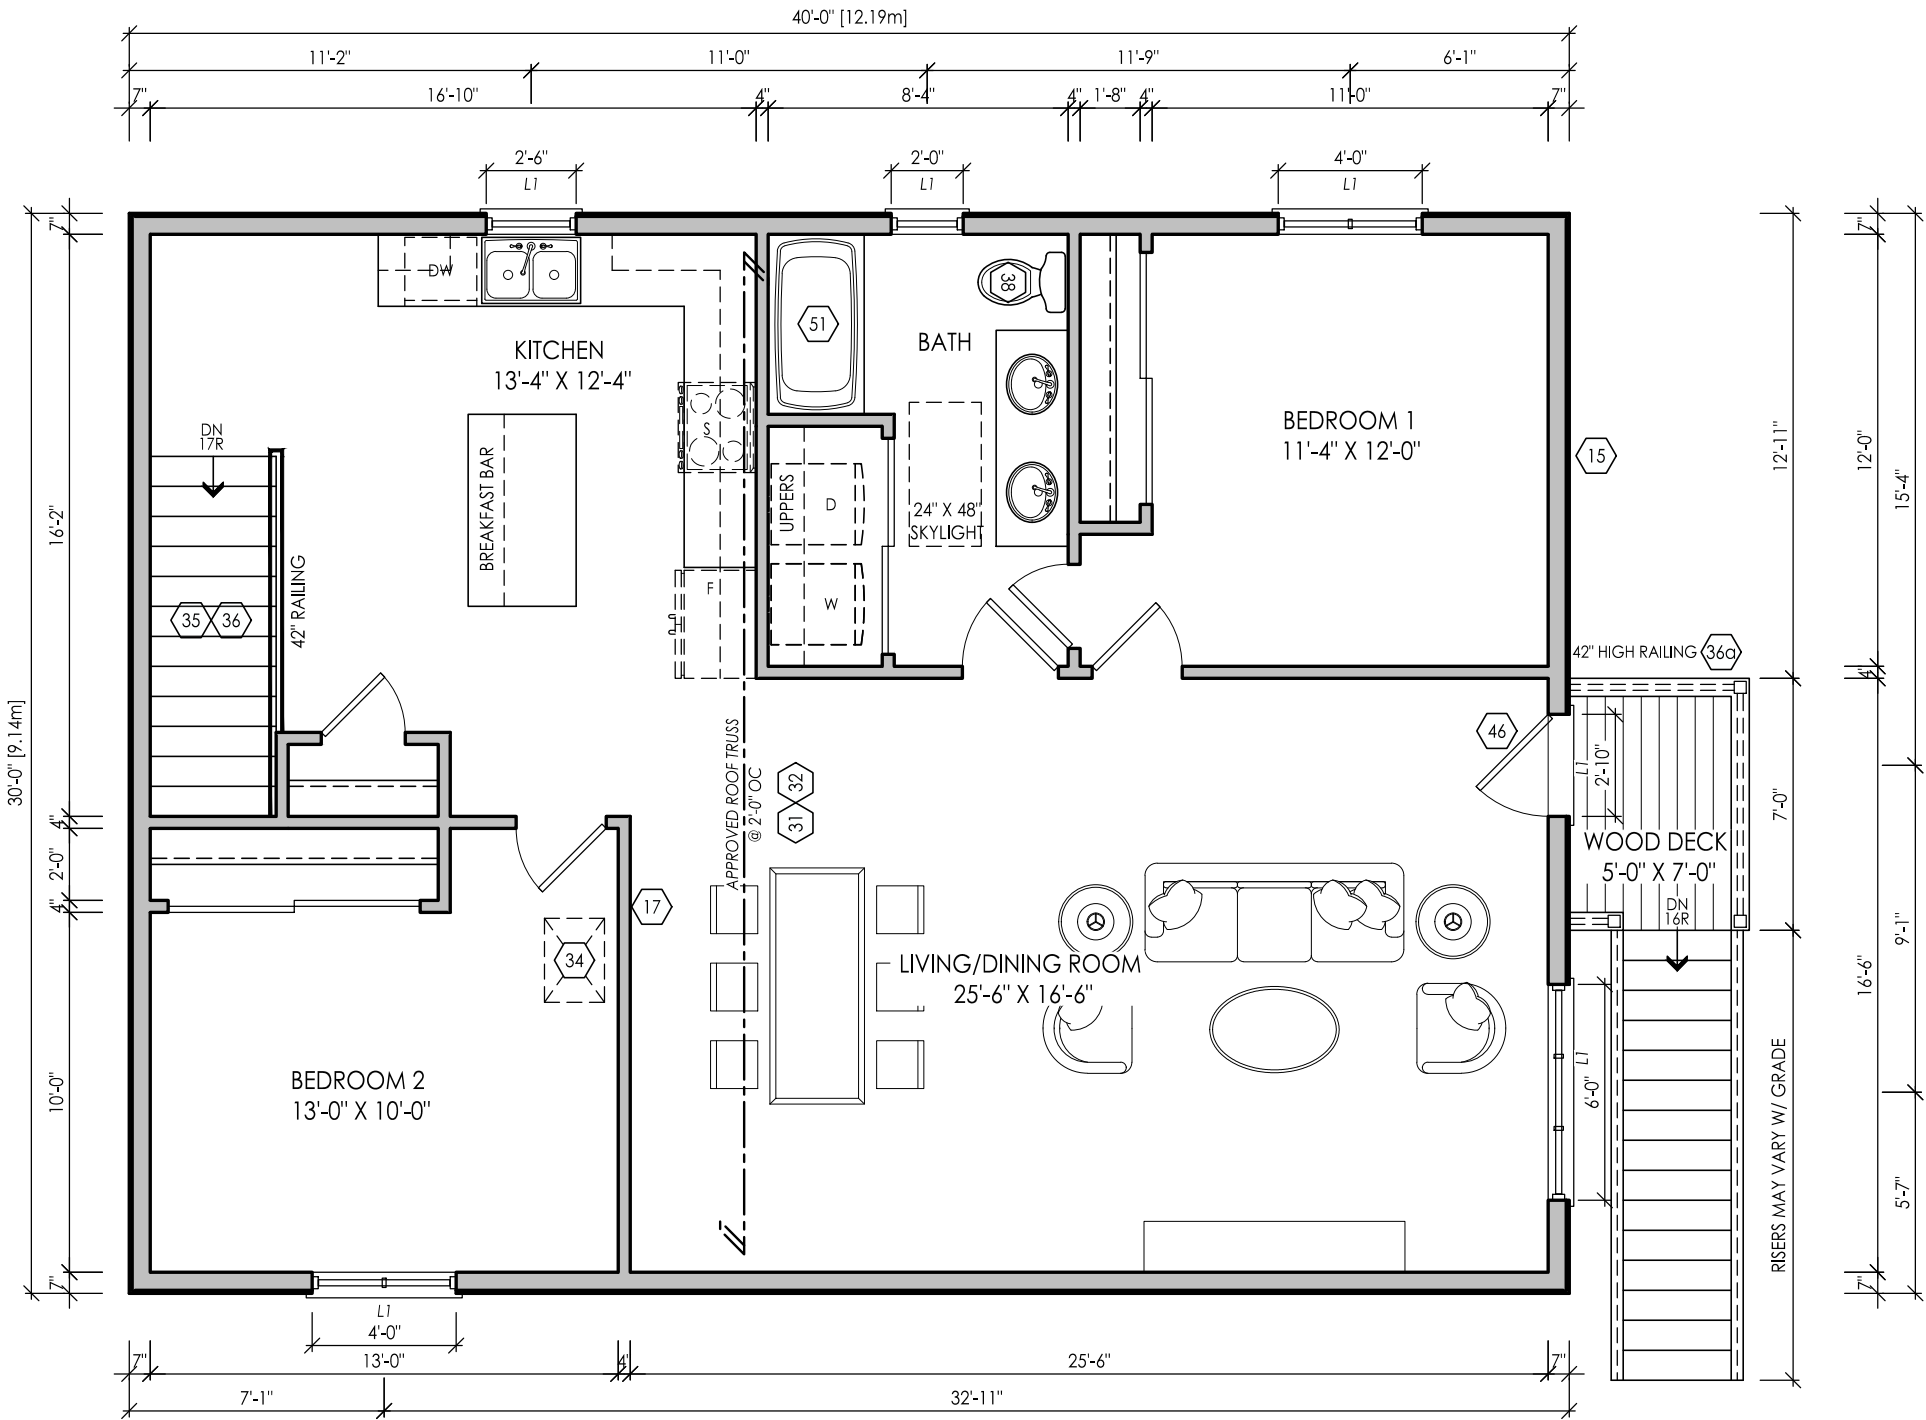 40'-0" [12.19m]
11'-2" 11'-0" 11'-9" 6'-1"
7" 16'-10" 4" 8'-4" 4" 1'-8" 4" 11'-0" 7"
2'-6" 2'-0" 4'-0"
L1 L1 L1
7" 7"
DW
38
51
KITCHEN
13'-4" X 12'-4"
BATH
BEDROOM 1
11'-4" X 12'-0"
DN
17R
S
15
12'-11"
12'-0"
15'-4"
16'-2"
BREAKFAST BAR
UPPERS
D
24" X 48"
SKYLIGHT
42" RAILING
F
W
35 36
42" HIGH RAILING 36a
4"
30'-0" [9.14m]
APPROVED ROOF TRUSS
@ 2'-0" OC
32
31
46
L1
2'-10"
7'-0"
4"
2'-0"
4"
WOOD DECK
5'-0" X 7'-0"
DN
16R
17
34
LIVING/DINING ROOM
25'-6" X 16'-6"
16'-6"
9'-1"
BEDROOM 2
13'-0" X 10'-0"
10'-0"
L1
6'-0"
RISERS MAY VARY W/ GRADE
5'-7"
7" 7"
L1
4'-0"
7" 13'-0" 4" 25'-6" 7"
7'-1" 32'-11"